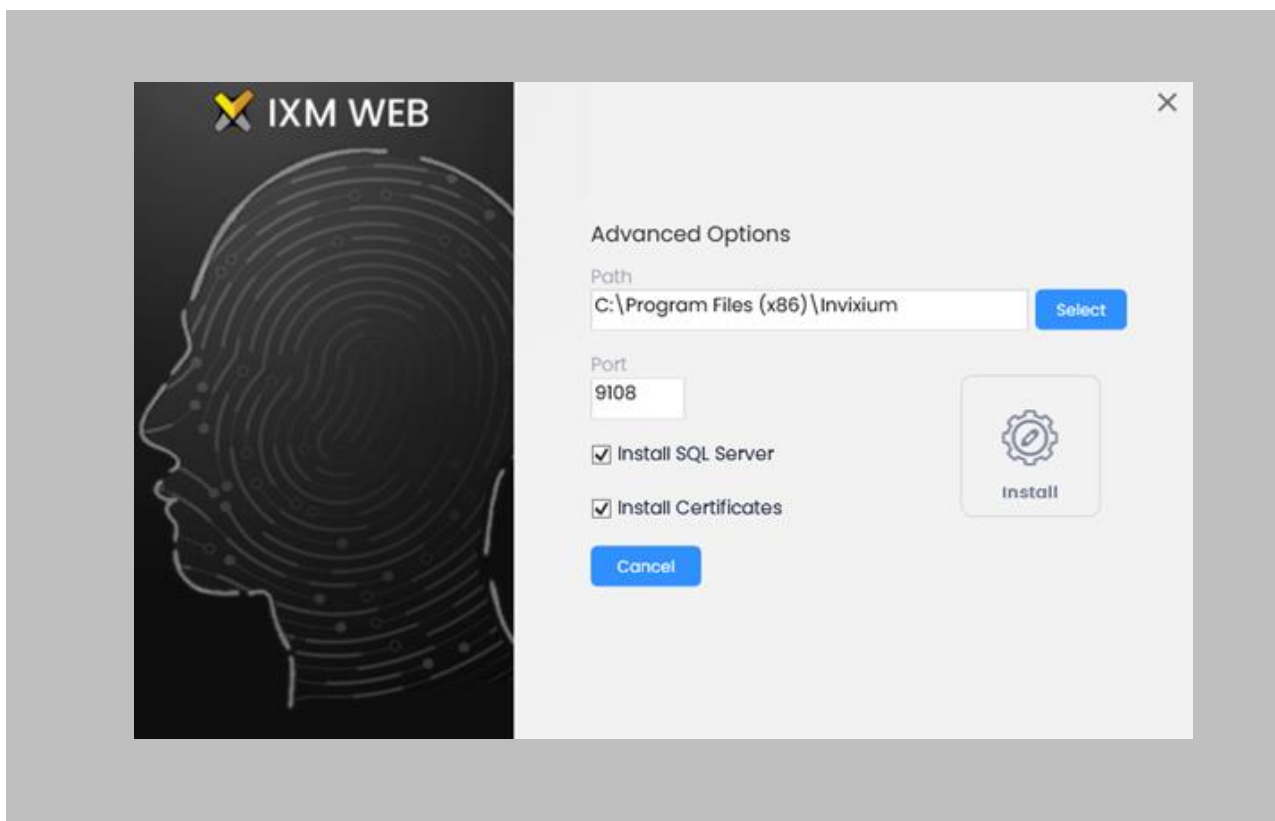 IXM WEB
Advanced Options
Path
C:\Program Files (x86)\Invixium
Select
Port
9108
Install SQL Server
Install
Install Certificates
Cancel